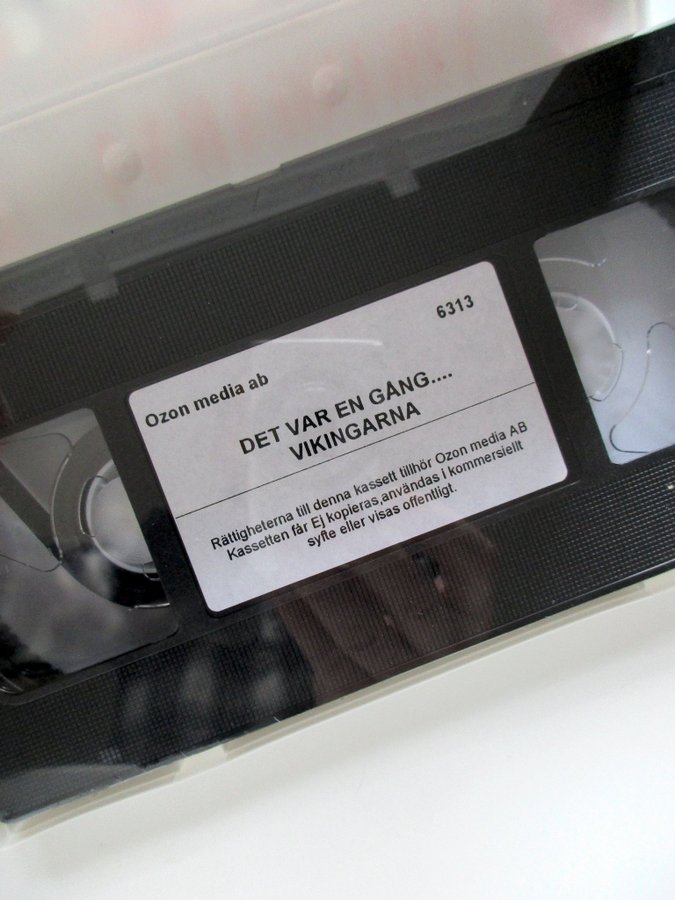 6313
Ozon media ab
DET VAR EN GÅNG....
VIKINGARNA
Rättigheterna till denna kassett tillhör Ozon media AB
Kassetten får Ej kopieras,användas i kommersiellt
syfte eller visas offentligt.